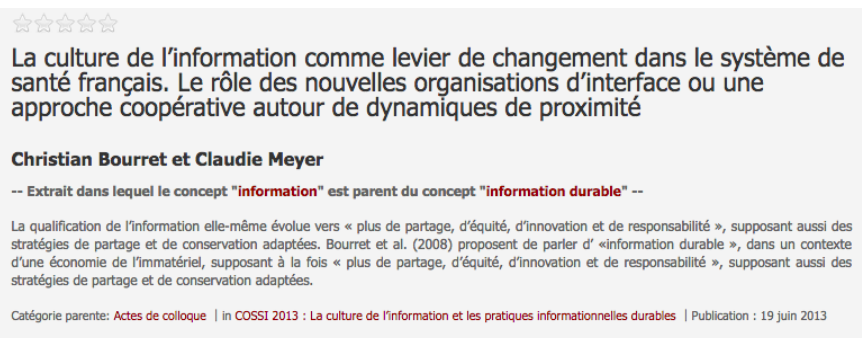 La culture de l'information comme levier de changement dans le système de
santé français. Le rôle des nouvelles organisations d'interface ou une
approche coopérative autour de dynamiques de proximité
Christian Bourret et Claudie Meyer
-- Extrait dans lequel le concept "information" est parent du concept "information durable" --
La qualification de l'information elle-même évolue vers « plus de partage, d'équité, d'innovation et de responsabilité », supposant aussi des
stratégies de partage et de conservation adaptées. Bourret et al. (2008) proposent de parler d' «information durable », dans un contexte
d'une économie de l'immatériel, supposant à la fois « plus de partage, d'équité, d'innovation et de responsabilité », supposant aussi des
stratégies de partage et de conservation adaptées.
Catégorie parente: Actes de colloque | in COSSI 2013 : La culture de l'information et les pratiques informationnelles durables | Publication : 19 juin 2013